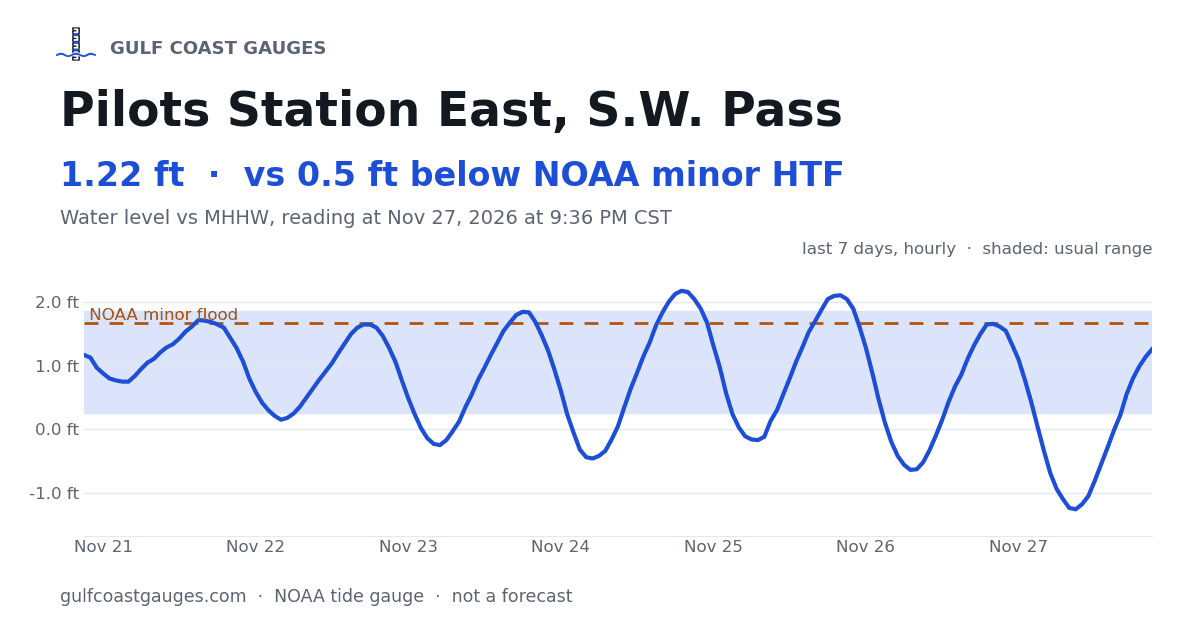 GULF COAST GAUGES
Pilots Station East, S.W. Pass
1.22 ft · vs 0.5 ft below NOAA minor HTF
Water level vs MHHW, reading at Nov 27, 2026 at 9:36 PM CST
last 7 days, hourly · shaded: usual range
2.0 ft
NOAA minor flood
1.0 ft
0.0 ft
-1.0 ft
Nov 21 Nov 22 Nov 23 Nov 24 Nov 25 Nov 26 Nov 27
gulfcoastgauges.com · NOAA tide gauge · not a forecast